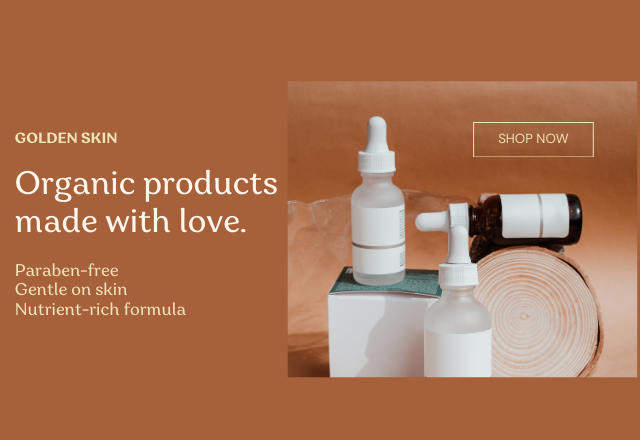 GOLDEN SKIN
Organic products
made with love.
Paraben-free
Gentle on skin
Nutrient-rich formula
SHOP NOW